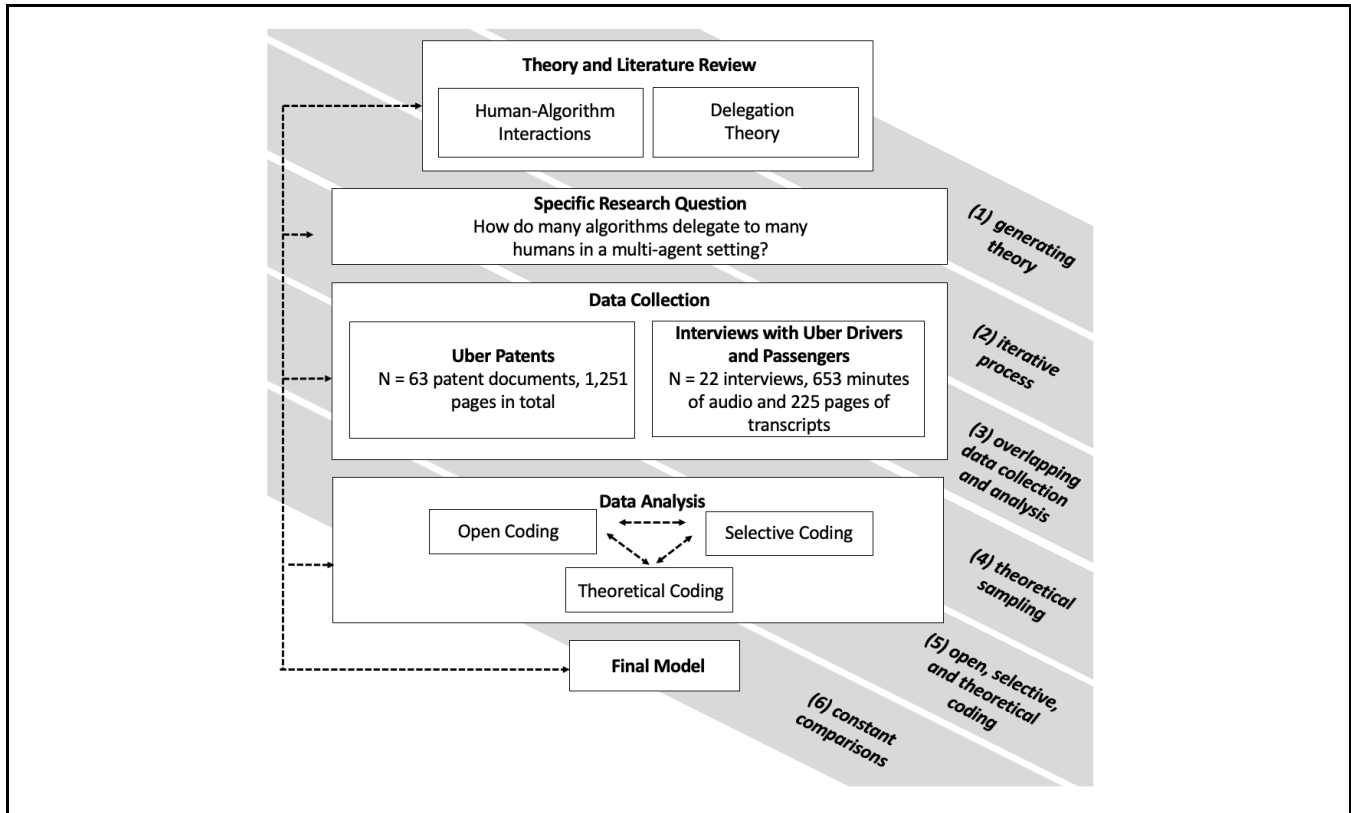 Theory and Literature Review
Human-Algorithm
Interactions
Delegation
Theory
Specific Research Question
How do many algorithms delegate to many
humans in a multi-agent setting?
(1) generating
theory
Data Collection
Uber Patents
N = 63 patent documents, 1,251
pages in total
Interviews with Uber Drivers
and Passengers
N = 22 interviews, 653 minutes
of audio and 225 pages of
transcripts
(2) iterative
process
(3) overlapping
data collection
and analysis
Data Analysis
Open Coding
Selective Coding
Theoretical Coding
(4) theoretical
sampling
Final Model
(5) open, selective,
and theoretical
coding
(6) constant
comparisons